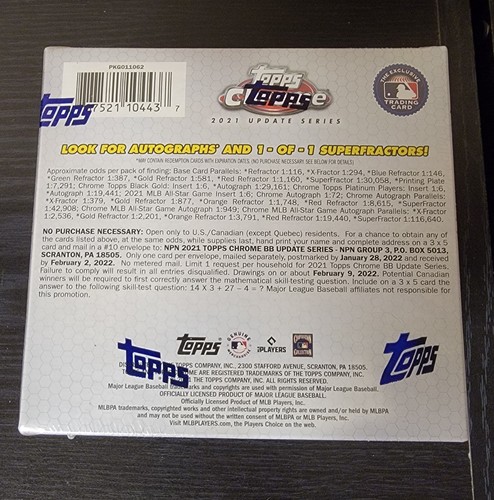 PKG011062
7521 10443 7
topps
topps
Chrome
topps
2021 UPDATE SERIES
THE EXCLUSIVE
TRADING CARD
LOOK FOR AUTOGRAPHS* AND 1-OF-1 SUPERFRACTORS!
*MAY CONTAIN REDEMPTION CARDS WITH EXPIRATION DATES. (NO PURCHASE NECESSARY SEE BELOW FOR DETAILS)
Approximate odds per pack of finding: Base Card Parallels: *Refractor 1:116, *X-Fractor 1:294, *Blue Refractor 1:146,
*Green Refractor 1:387, *Gold Refractor 1:581, *Red Refractor 1:1,160, *SuperFractor 1:30,058, *Printing Plate
1:7,291; Chrome Topps Black Gold: Insert 1:6, *Autograph 1:29,161; Chrome Topps Platinum Players: Insert 1:6,
*Autograph 1:19,441; 2021 MLB All-Star Game Insert 1:6; Chrome Autograph 1:72, Chrome Autograph Parallels:
*X-Fractor 1:379, *Gold Refractor 1:877, *Orange Refractor 1:1,748, *Red Refractor 1:8,615, *SuperFractor
1:42,908; Chrome MLB All-Star Game Autograph 1:949; Chrome MLB All-Star Game Autograph Parallels: *X-Fractor
1:2,536, *Gold Refractor 1:2,201, *Orange Refractor 1:3,791, *Red Refractor 1:19,440, *SuperFractor 1:116,640.
NO PURCHASE NECESSARY: Open only to U.S./Canadian (except Quebec) residents. For a chance to obtain any of
the cards listed above, at the same odds, while supplies last, hand print your name and complete address on a 3 x 5
card and mail in a #10 envelope to: NPN 2021 TOPPS CHROME BB UPDATE SERIES - NPN GROUP 3, P.O. BOX 5013,
SCRANTON, PA 18505. Only one card per envelope, mailed separately, postmarked by January 28, 2022 and received
by February 2, 2022. No metered mail. Limit 1 request per household for 2021 Topps Chrome BB Update Series.
Failure to comply will result in all entries disqualified. Drawings on or about February 9, 2022. Potential Canadian
winners will be required to first correctly answer the mathematical skill-testing question. Include on a 3 x 5 card the
answer to the following skill-test question: 14 X 3 + 27 – 4 = ? Major League Baseball affiliates not responsible for
this promotion.
topps
topps
GENUINE
MERCHANDISE
PLAYERS
topps
TOPPS COMPANY, INC., 2300 STAFFORD AVENUE, SCRANTON, PA 18505.
ME ARE REGISTERED TRADEMARKS OF THE TOPPS COMPANY, INC.
THE TOPPS COMPANY, INC. ALL RIGHTS RESERVED.
Major League Baseball trademarks and copyrights are used with permission of Major League Baseball.
OFFICIALLY LICENSED PRODUCT OF MAJOR LEAGUE BASEBALL.
Officially Licensed Product of MLB Players, Inc.
MLBPA trademarks, copyrighted works and other intellectual property rights are owned and/or held by MLBPA
and may not be used without the written consent of MLBPA or MLB Players, Inc.
Visit MLBPLAYERS.com, the Players Choice on the web.